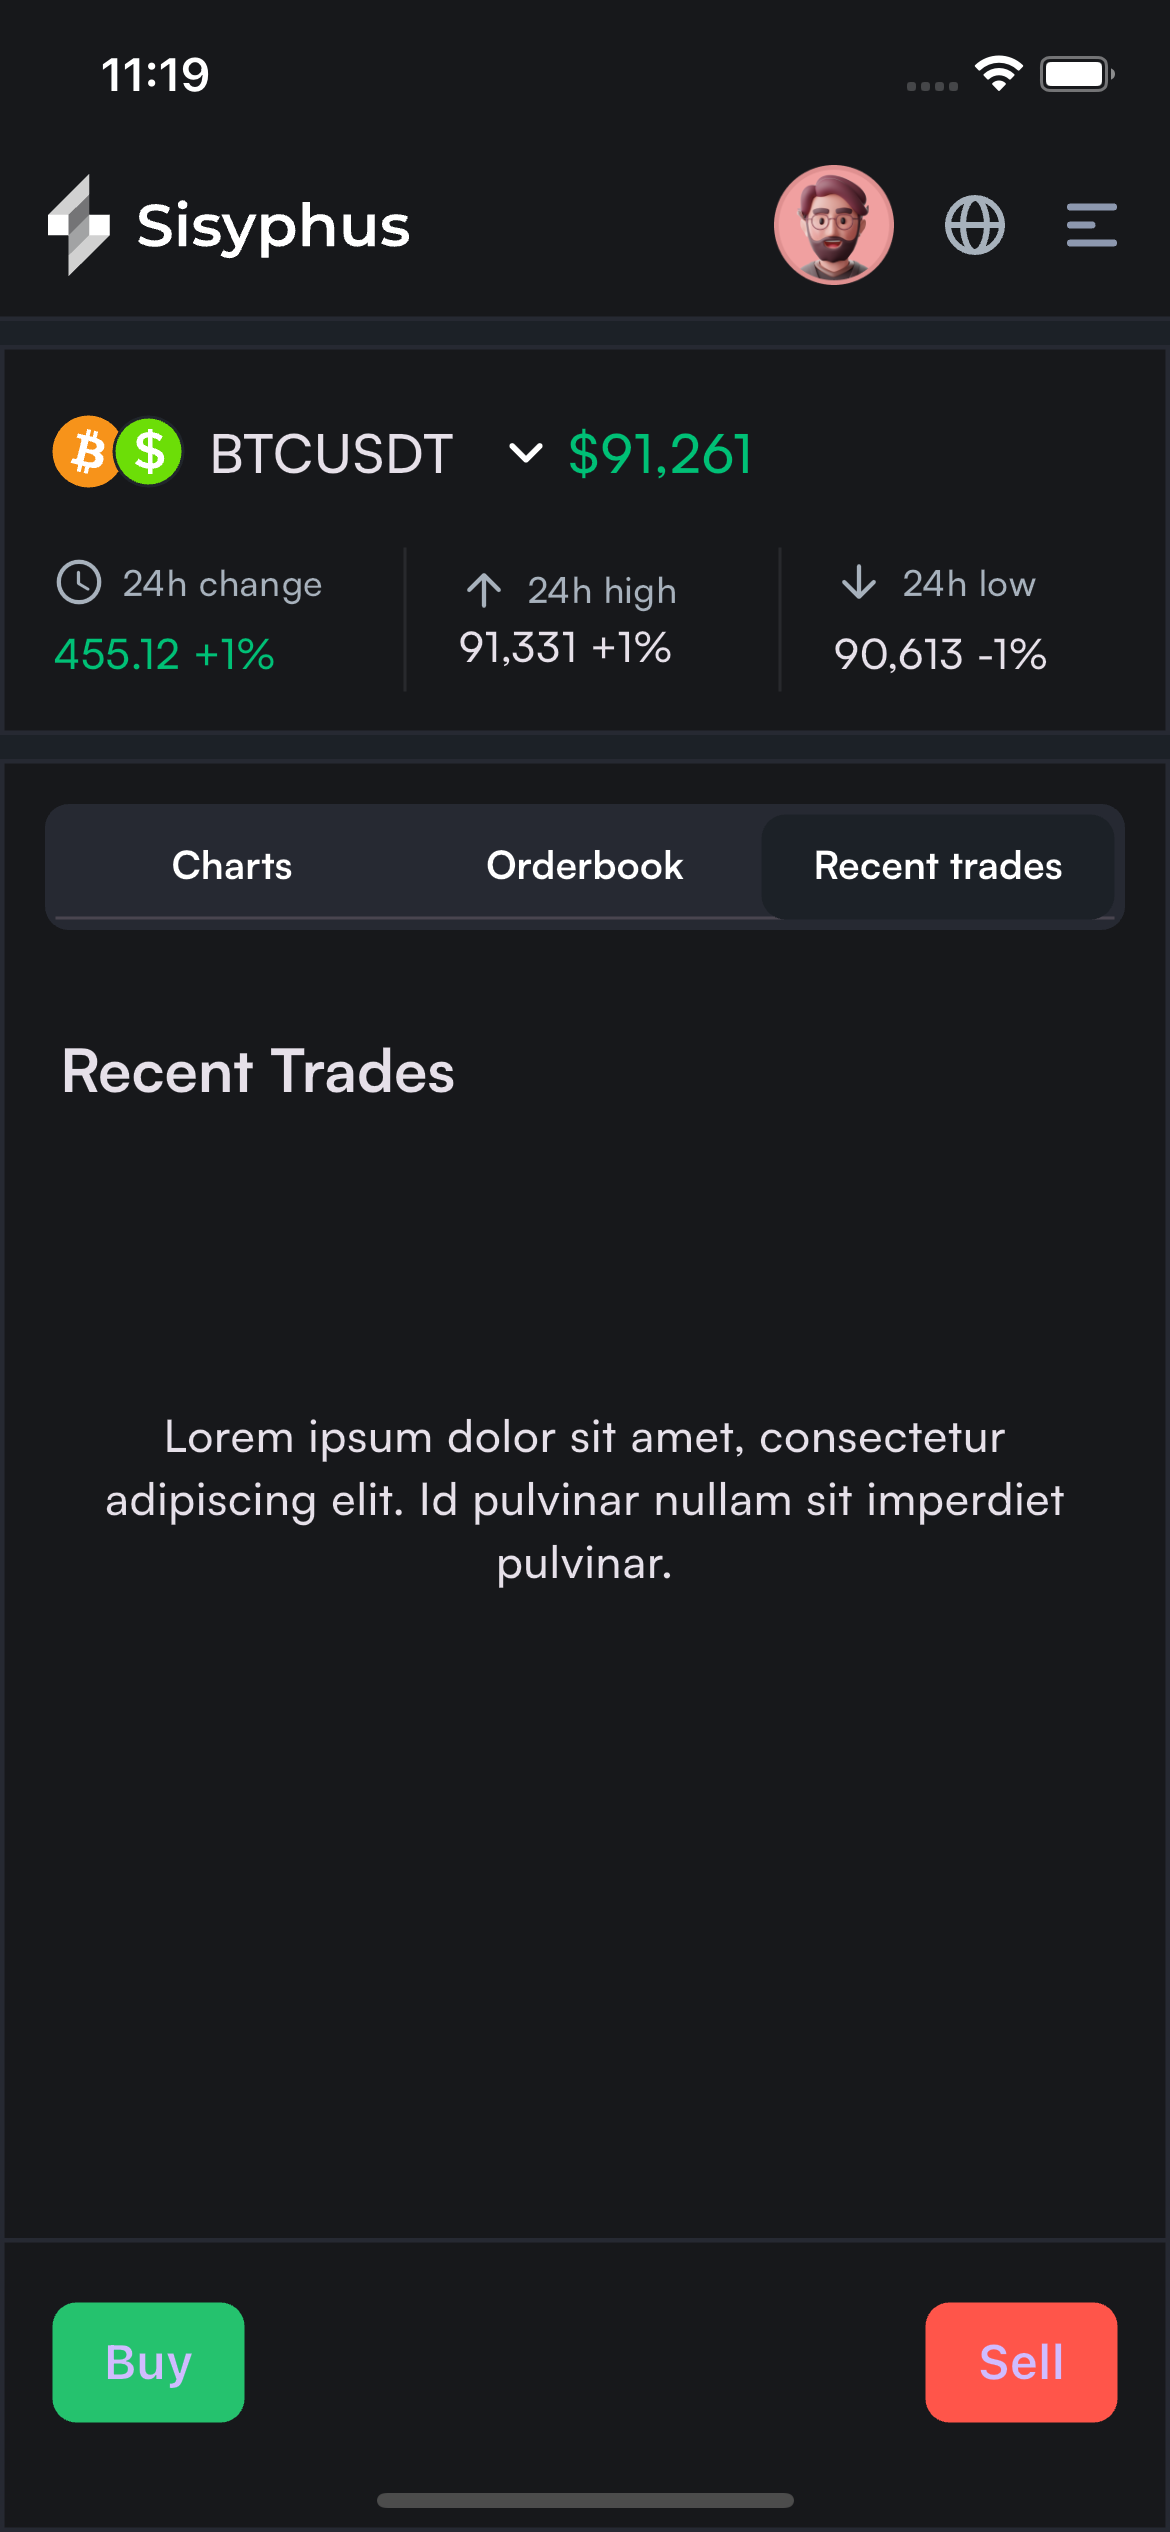 11:19
Sisyphus
BTCUSDT $91,261
24h change
455.12 +1%
24h high
91,331 +1%
24h low
90,613 -1%
Charts
Orderbook
Recent trades
Recent Trades
Lorem ipsum dolor sit amet, consectetur
adipiscing elit. Id pulvinar nullam sit imperdiet
pulvinar.
Buy
Sell